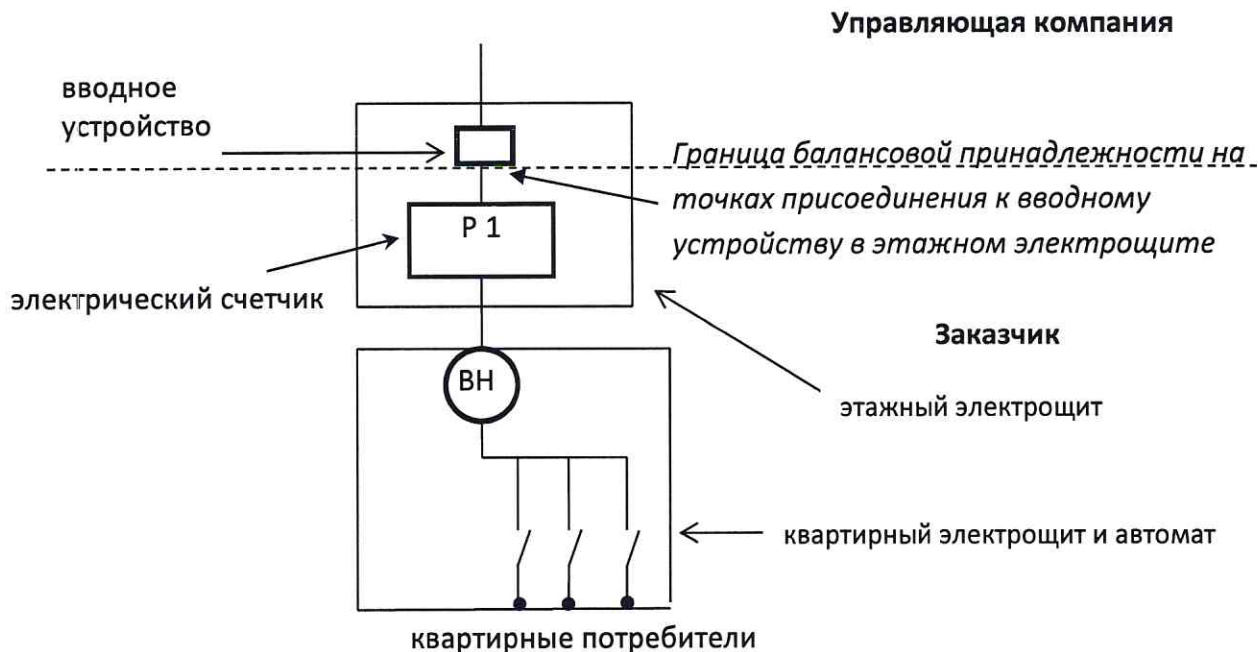 Управляющая компания
вводное
устройство
Граница балансовой принадлежности на
точках присоединения к вводному
устройству в этажном электрощите
Р 1
электрический счетчик
Заказчик
ВН
этажный электрощит
квартирный электрощит и автомат
квартирные потребители